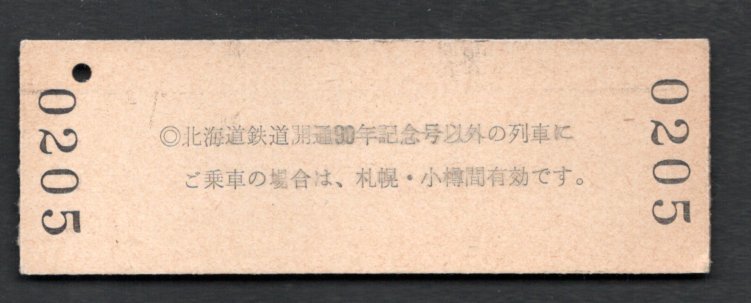 0205
◎北海道鉄道開通90年記念号以外の列車に
ご乗車の場合は、札幌・小樽間有効です。
0205